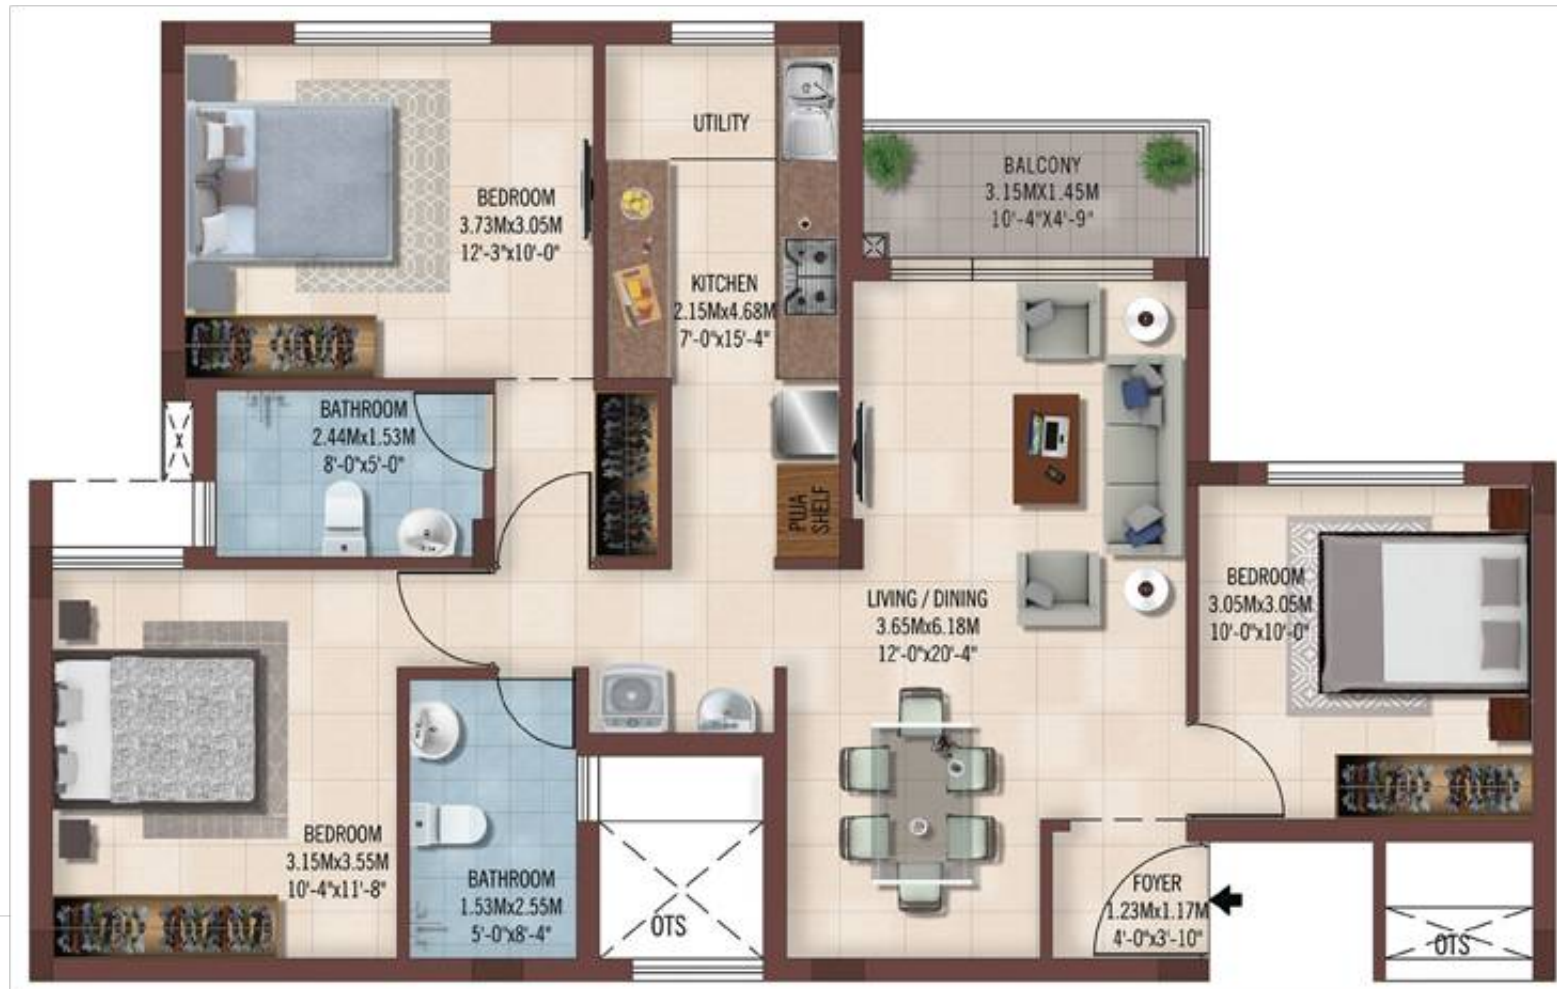 UTILITY
BALCONY
3.15MX1.45M
10'-4"X4'-9"
BEDROOM
3.73Mx3.05M
12'-3"x10'-0"
KITCHEN
2.15Mx4.68M
7'-0"x15'-4"
BATHROOM
2.44Mx1.53M
8'-0"x5'-0"
X
PUJA
SHELF
LIVING / DINING
3.65Mx6.18M
12'-0"x20'-4"
BEDROOM
3.05Mx3.05M
10'-0"x10'-0"
BEDROOM
3.15Mx3.55M
10'-4"x11'-8"
BATHROOM
1.53Mx2.55M
5'-0"x8'-4"
OTS
FOYER
1.23Mx1.17M
4'-0"x3'-10"
OTS